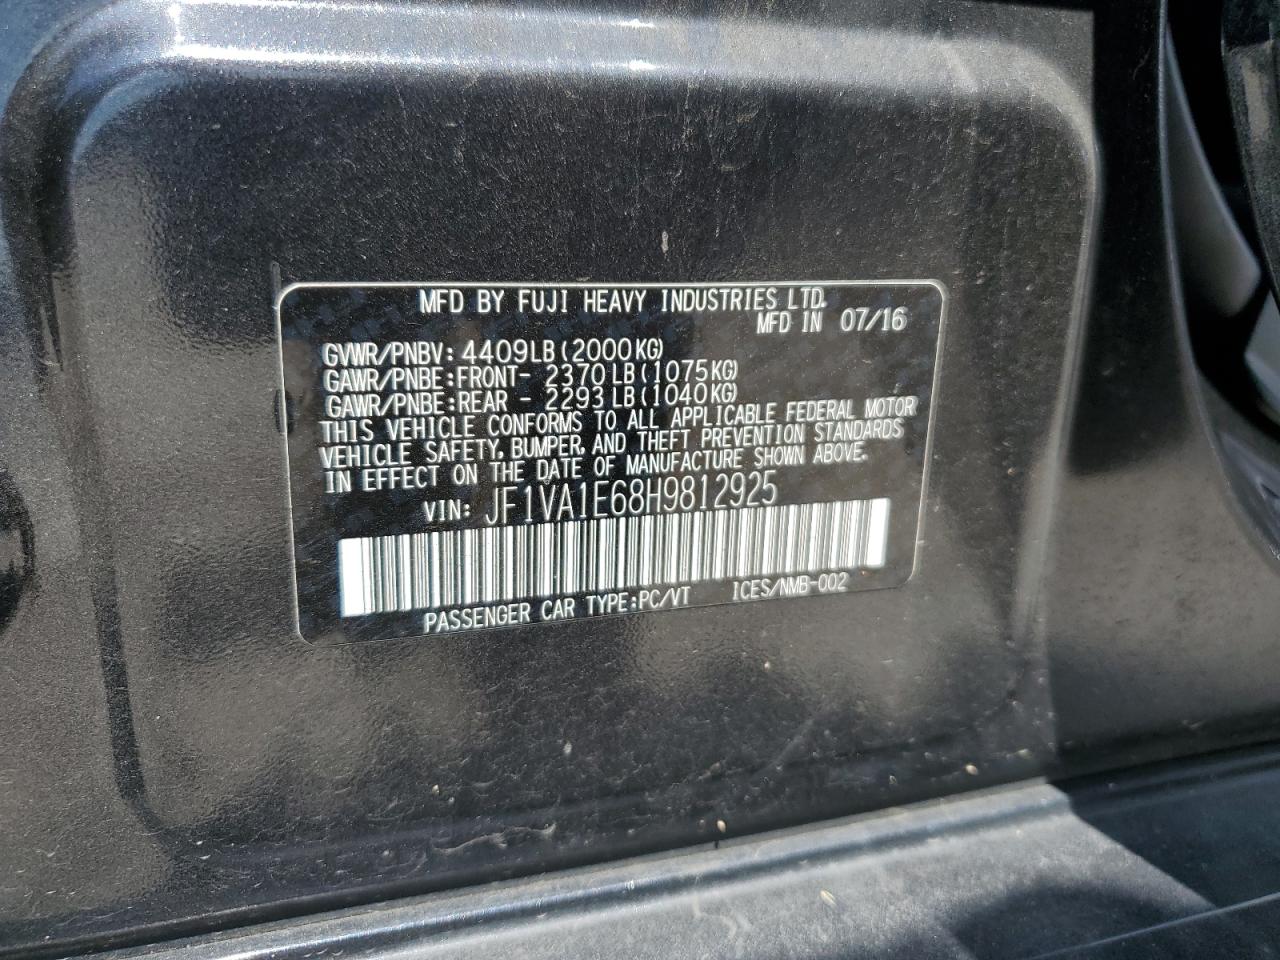 MFD BY FUJI HEAVY INDUSTRIES LTD.
MFD IN 07/16
GVWR/PNBV: 4409LB(2000KG)
GAWR/PNBE:FRONT- 2370LB(1075KG)
GAWR/PNBE:REAR - 2293LB(1040KG)
THIS VEHICLE CONFORMS TO ALL APPLICABLE FEDERAL MOTOR
VEHICLE SAFETY, BUMPER, AND THEFT PREVENTION STANDARDS
IN EFFECT ON THE DATE OF MANUFACTURE SHOWN ABOVE.
VIN: JF1VA1E68H9812925
PASSENGER CAR TYPE:PC/VT ICES/NMB-002